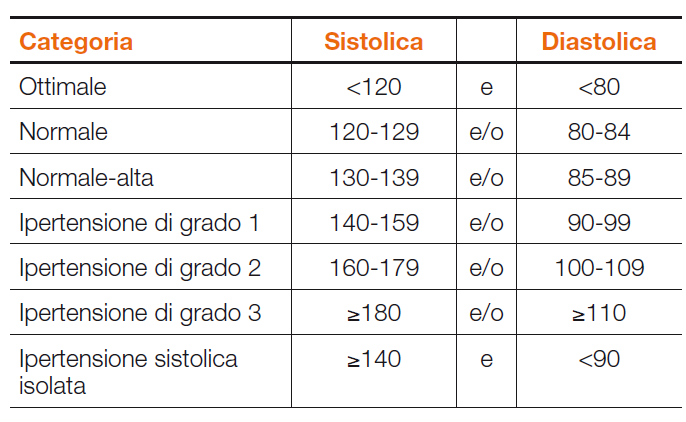 Categoria Sistolica Diastolica
Ottimale <120 e <80
Normale 120-129 e/o 80-84
Normale-alta 130-139 e/o 85-89
Ipertensione di grado 1 140-159 e/o 90-99
Ipertensione di grado 2 160-179 e/o 100-109
Ipertensione di grado 3 ≥180 e/o ≥110
Ipertensione sistolica ≥140 e <90
isolata